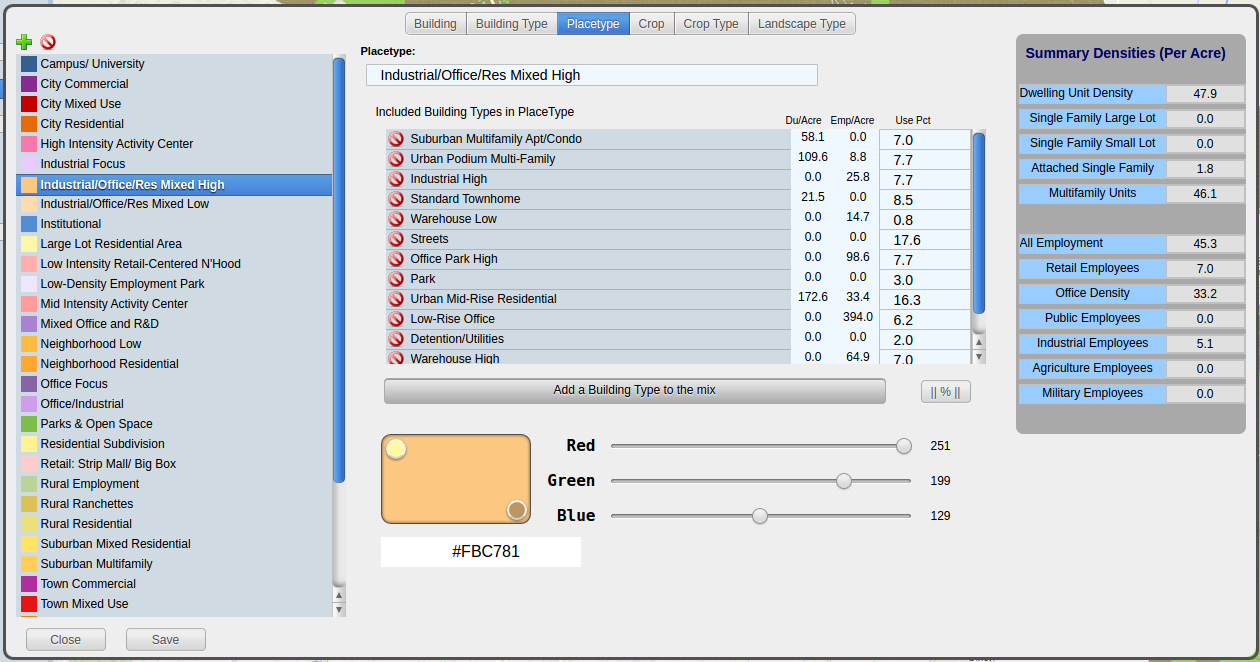 Building Building Type Placetype Crop Crop Type Landscape Type
Campus/ University
City Commercial
City Mixed Use
City Residential
High Intensity Activity Center
Industrial Focus
Industrial/Office/Res Mixed High
Industrial/Office/Res Mixed Low
Institutional
Large Lot Residential Area
Low Intensity Retail-Centered N'Hood
Low-Density Employment Park
Mid Intensity Activity Center
Mixed Office and R&D
Neighborhood Low
Neighborhood Residential
Office Focus
Office/Industrial
Parks & Open Space
Residential Subdivision
Retail: Strip Mall/ Big Box
Rural Employment
Rural Ranchettes
Rural Residential
Suburban Mixed Residential
Suburban Multifamily
Town Commercial
Town Mixed Use
Close Save
Placetype:
Industrial/Office/Res Mixed High
Included Building Types in PlaceType
Du/Acre Emp/Acre Use Pct
Suburban Multifamily Apt/Condo 58.1 0.0 7.0
Urban Podium Multi-Family 109.6 8.8 7.7
Industrial High 0.0 25.8 7.7
Standard Townhome 21.5 0.0 8.5
Warehouse Low 0.0 14.7 0.8
Streets 0.0 0.0 17.6
Office Park High 0.0 98.6 7.7
Park 0.0 0.0 3.0
Urban Mid-Rise Residential 172.6 33.4 16.3
Low-Rise Office 0.0 394.0 6.2
Detention/Utilities 0.0 0.0 2.0
Warehouse High 0.0 64.9 7.0
Add a Building Type to the mix || % ||
Red 251
Green 199
Blue 129
#FBC781
Summary Densities (Per Acre)
Dwelling Unit Density 47.9
Single Family Large Lot 0.0
Single Family Small Lot 0.0
Attached Single Family 1.8
Multifamily Units 46.1
All Employment 45.3
Retail Employees 7.0
Office Density 33.2
Public Employees 0.0
Industrial Employees 5.1
Agriculture Employees 0.0
Military Employees 0.0